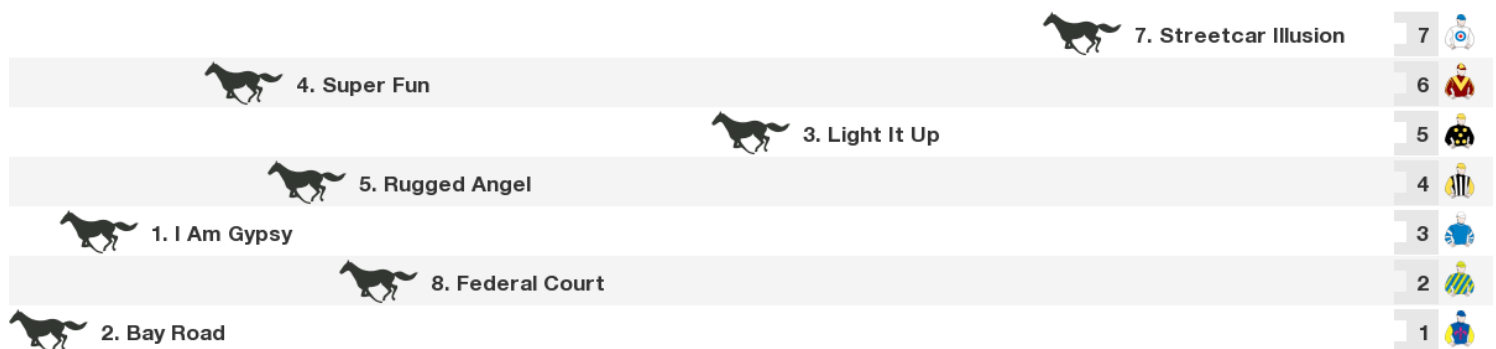 7. Streetcar Illusion 7
4. Super Fun 6
3. Light It Up 5
5. Rugged Angel 4
1. I Am Gypsy 3
8. Federal Court 2
2. Bay Road 1